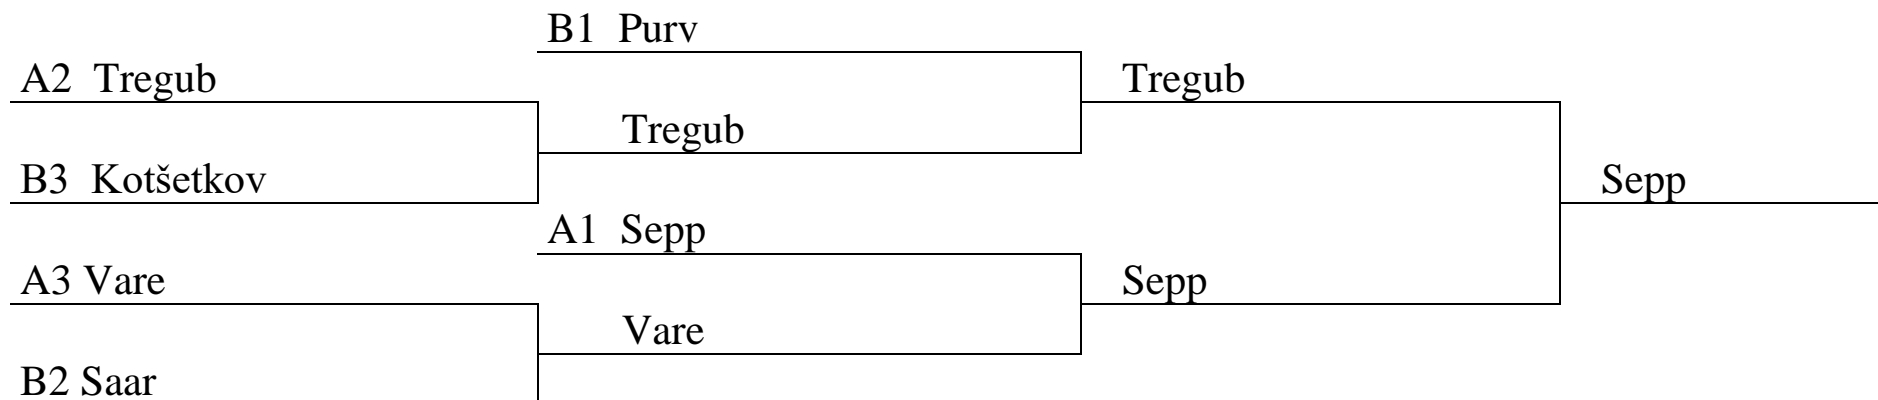 B1 Purv
A2 Tregub
Tregub
Tregub
B3 Kotšetkov
Sepp
A1 Sepp
A3 Vare
Sepp
Vare
B2 Saar